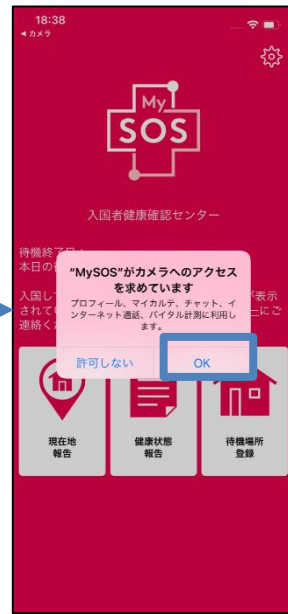 18:38
◀ カメラ
My
SOS
入国者健康確認センター
待機終了日:
本日の
"MySOS"がカメラへのアクセス
を求めています
プロフィール、マイカルテ、チャット、イ
ンターネット通話、バイタル計測に利用し
ます。
入国し
が表示
されてい
にご
連絡く
許可しない
OK
現在地
報告
健康状態
報告
待機場所
登録